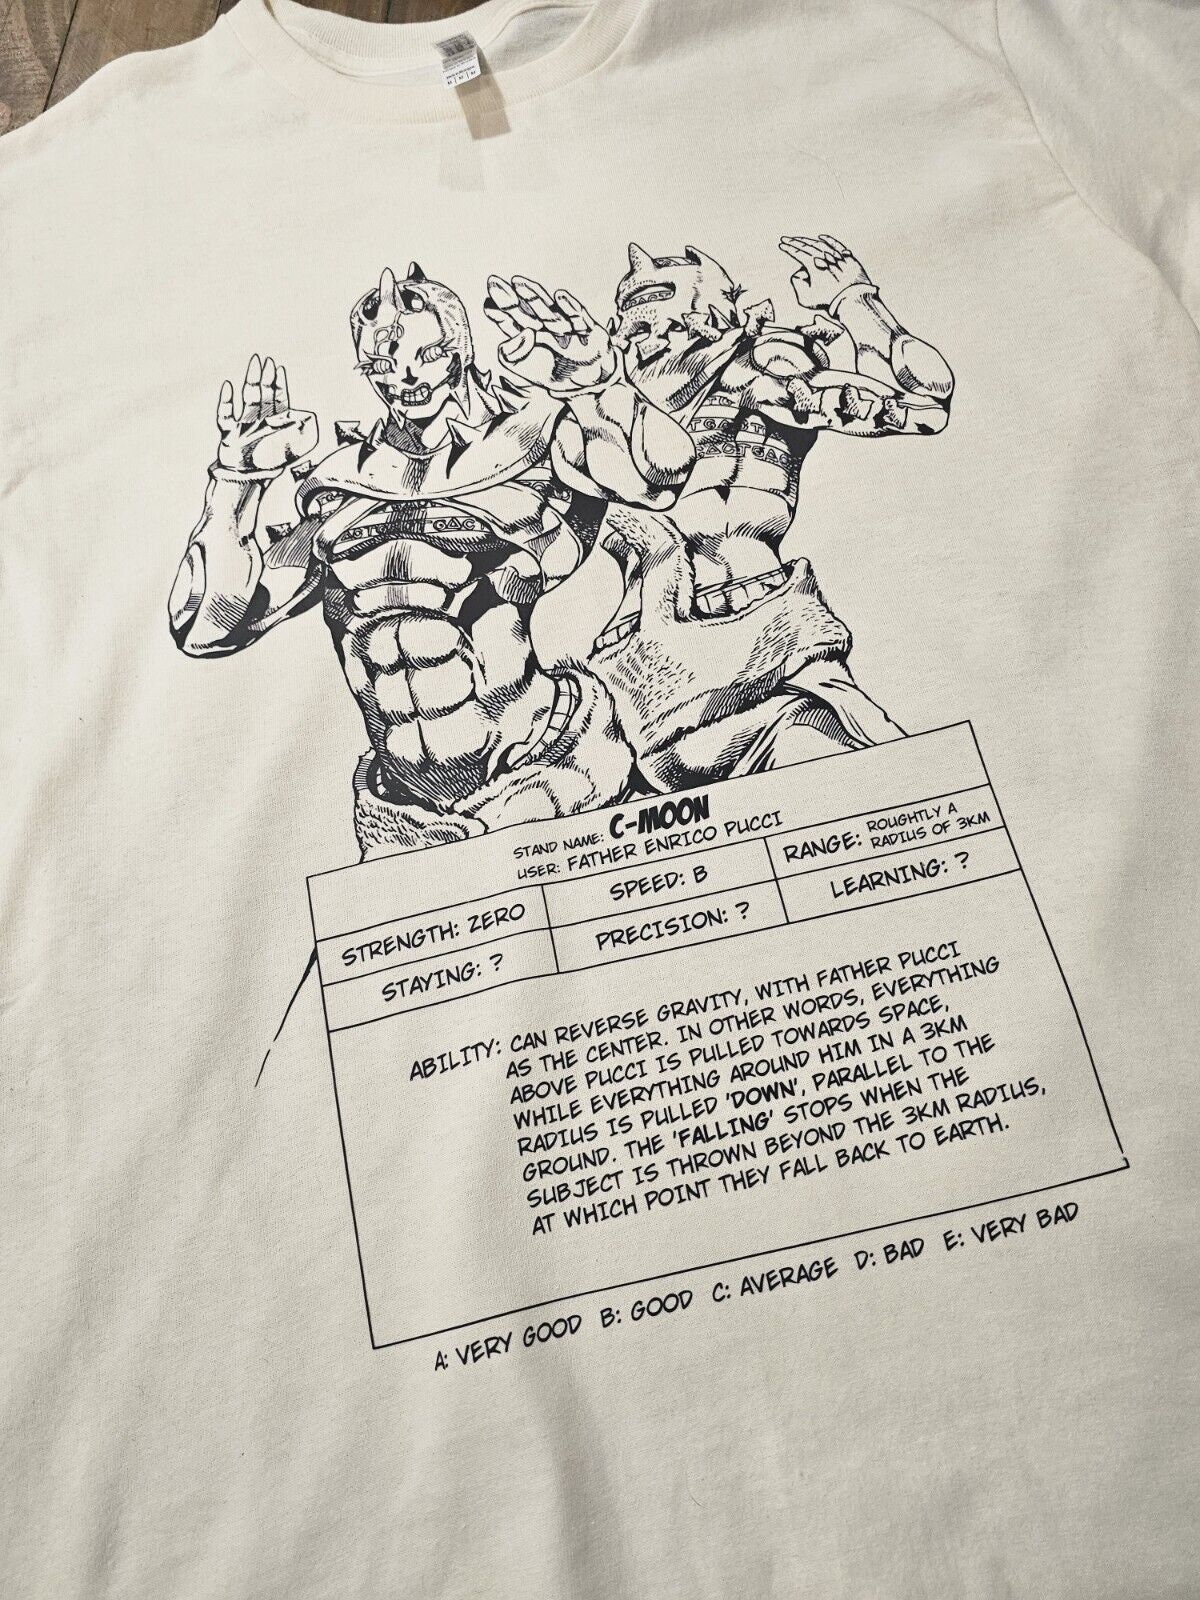 M | M | M
ACTGACTGAC
TGACTG
GACTGAC
STAND NAME: C-MOON
USER: FATHER ENRICO PUCCI
STRENGTH: ZERO
SPEED: B
RANGE: ROUGHTLY A
RADIUS OF 3KM
STAYING: ?
PRECISION: ?
LEARNING: ?
ABILITY: CAN REVERSE GRAVITY, WITH FATHER PUCCI
AS THE CENTER. IN OTHER WORDS, EVERYTHING
ABOVE PUCCI IS PULLED TOWARDS SPACE,
WHILE EVERYTHING AROUND HIM IN A 3KM
RADIUS IS PULLED 'DOWN', PARALLEL TO THE
GROUND. THE 'FALLING' STOPS WHEN THE
SUBJECT IS THROWN BEYOND THE 3KM RADIUS,
AT WHICH POINT THEY FALL BACK TO EARTH.
A: VERY GOOD B: GOOD C: AVERAGE D: BAD E: VERY BAD